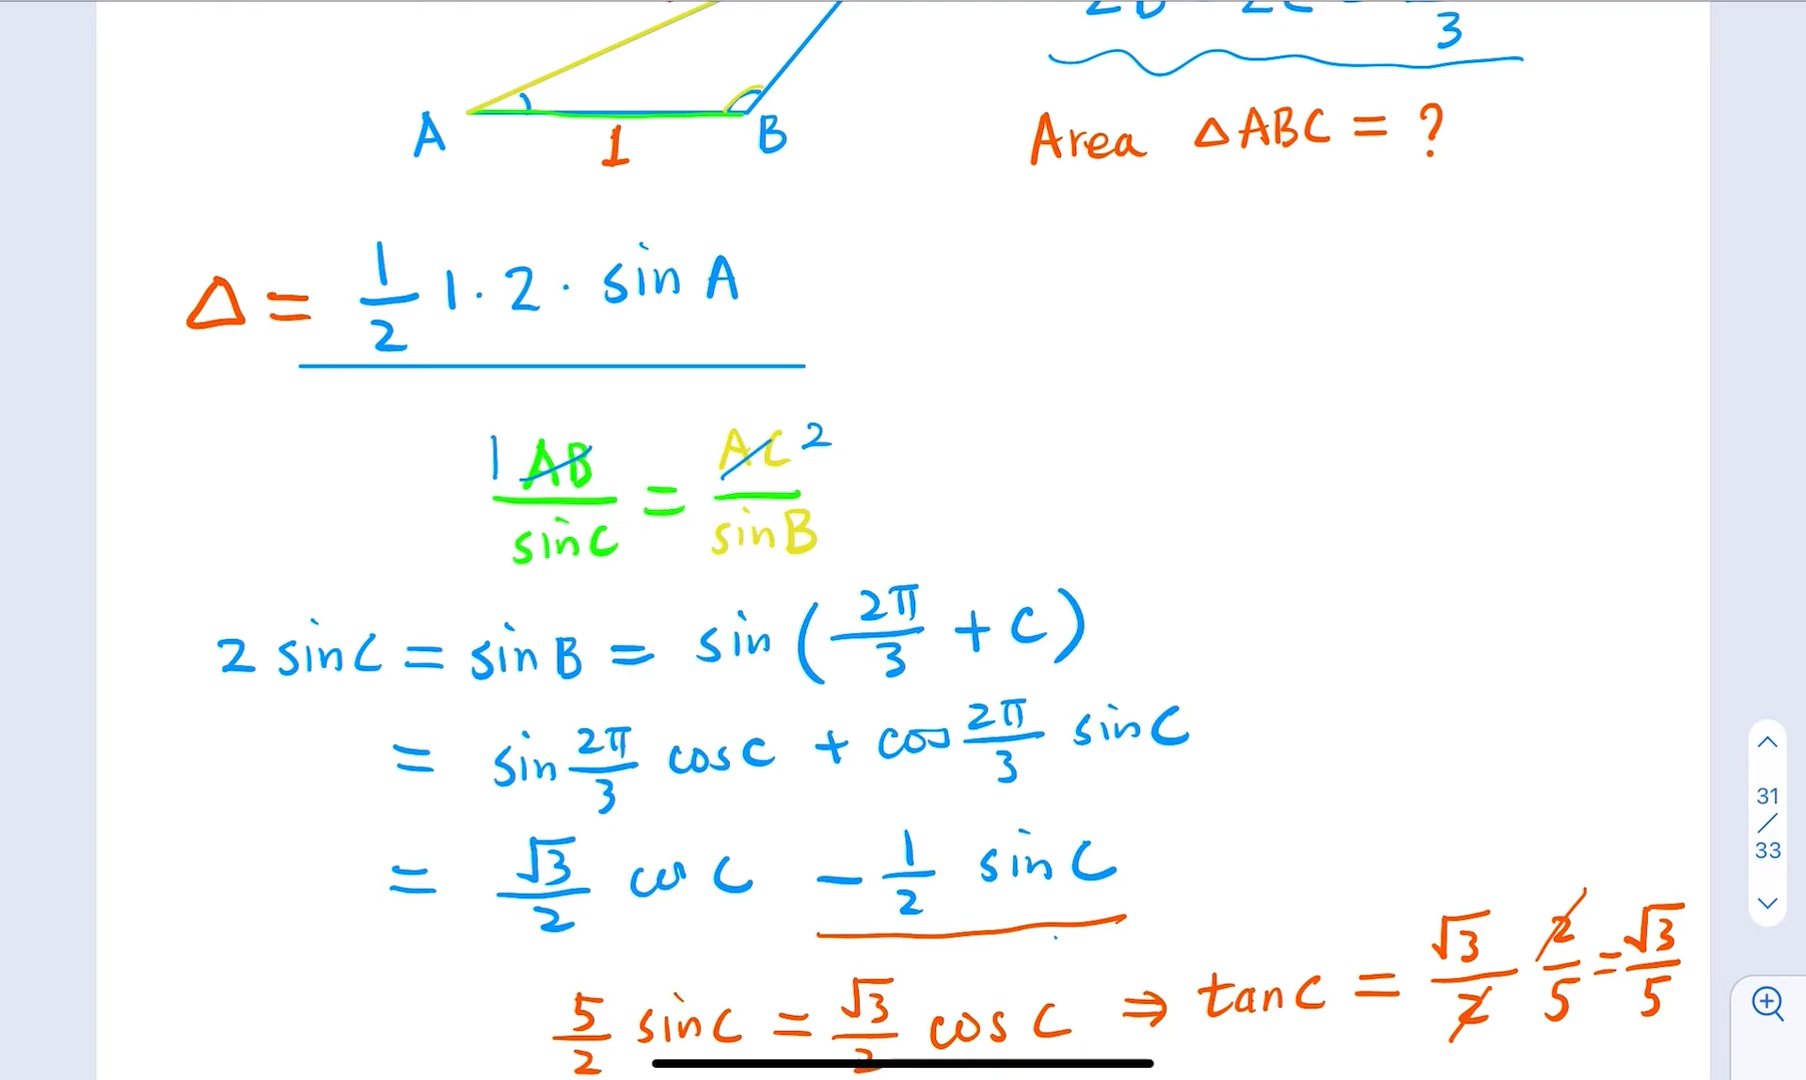 3
A 1 B
Area △ABC = ?
Δ = 1/2 1 · 2 · sin A
1 AB/sin C = AC 2/sin B
2 sin C = sin B = sin (2π/3 + C)
= sin 2π/3 cos C + cos 2π/3 sin C
= √3/2 cos C - 1/2 sin C
5/2 sin C = √3/2 cos C ⇒ tan C = √3/2 2/5 = √3/5
31
/
33